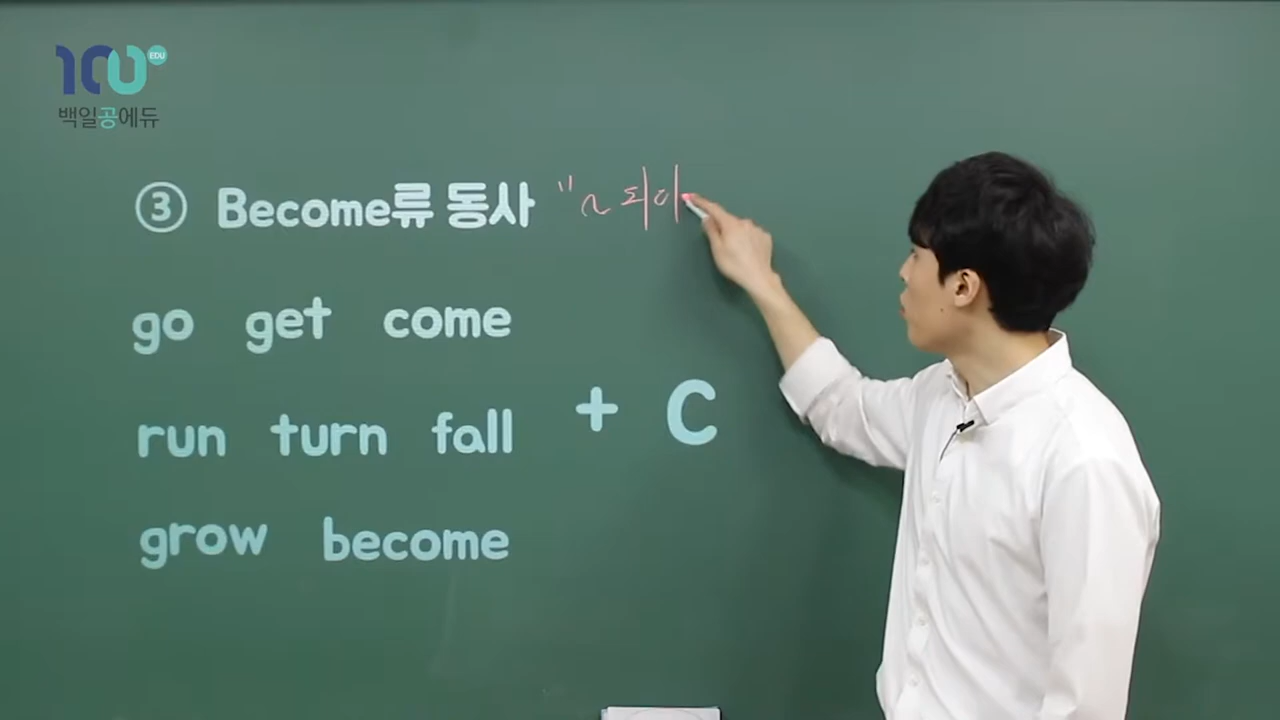 100 EDU
백일공에듀
③ Become류 동사 "~ 되이
go get come
run turn fall + C
grow become